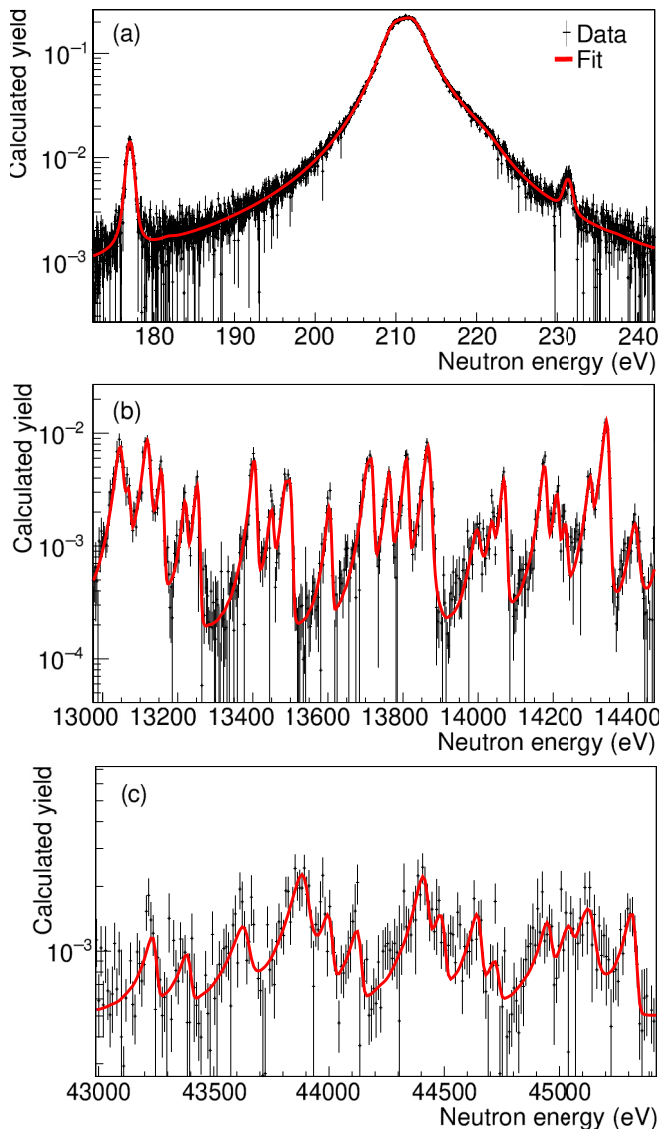 (a)
Data
Fit
Calculated yield
10⁻¹
10⁻²
10⁻³
180 190 200 210 220 230 240
Neutron energy (eV)
(b)
Calculated yield
10⁻²
10⁻³
10⁻⁴
13000 13200 13400 13600 13800 14000 14200 14400
Neutron energy (eV)
(c)
Calculated yield
10⁻³
43000 43500 44000 44500 45000
Neutron energy (eV)